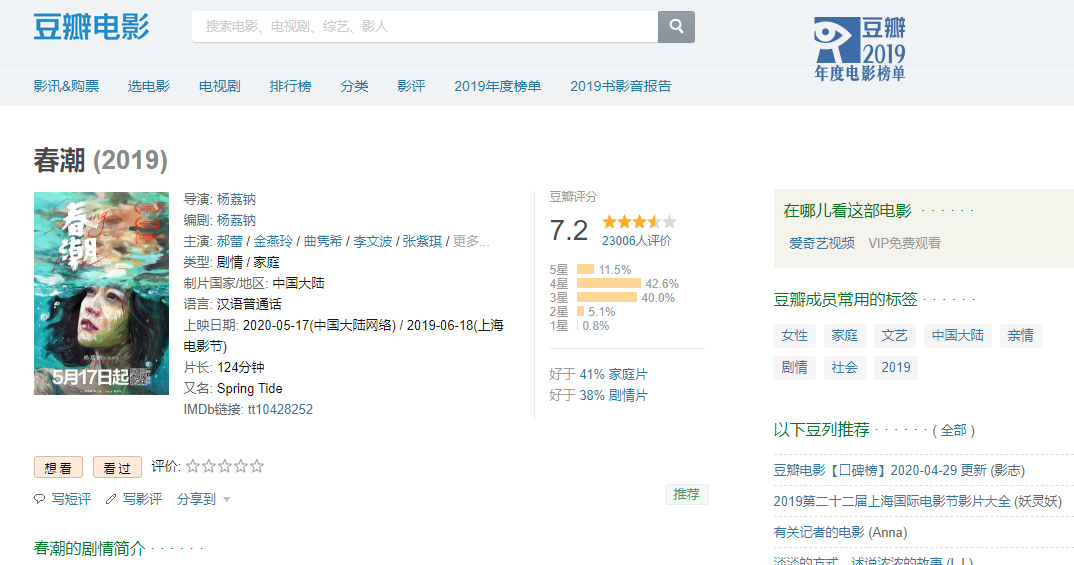 豆瓣电影
搜索电影、电视剧、综艺、影人
豆瓣
2019
年度电影榜单
影讯&购票 选电影 电视剧 排行榜 分类 影评 2019年度榜单 2019书影音报告
春潮 (2019)
春潮
5月17日起
导演: 杨荔钠
编剧: 杨荔钠
主演: 郝蕾 / 金燕玲 / 曲隽希 / 李文波 / 张紫琪 / 更多...
类型: 剧情 / 家庭
制片国家/地区: 中国大陆
语言: 汉语普通话
上映日期: 2020-05-17(中国大陆网络) / 2019-06-18(上海
电影节)
片长: 124分钟
又名: Spring Tide
IMDb链接: tt10428252
豆瓣评分
7.2
23006人评价
5星 11.5%
4星 42.6%
3星 40.0%
2星 5.1%
1星 0.8%
好于 41% 家庭片
好于 38% 剧情片
想看 看过 评价:
写短评 写影评 分享到
推荐
春潮的剧情简介 · · · · · ·
在哪儿看这部电影 · · · · · ·
爱奇艺视频 VIP免费观看
豆瓣成员常用的标签 · · · · · ·
女性 家庭 文艺 中国大陆 亲情
剧情 社会 2019
以下豆列推荐 · · · · · · ( 全部 )
豆瓣电影【口碑榜】2020-04-29 更新 (影志)
2019第二十二届上海国际电影节影片大全 (妖灵妖)
有关记者的电影 (Anna)
淡淡的方式，述说浓浓的故事